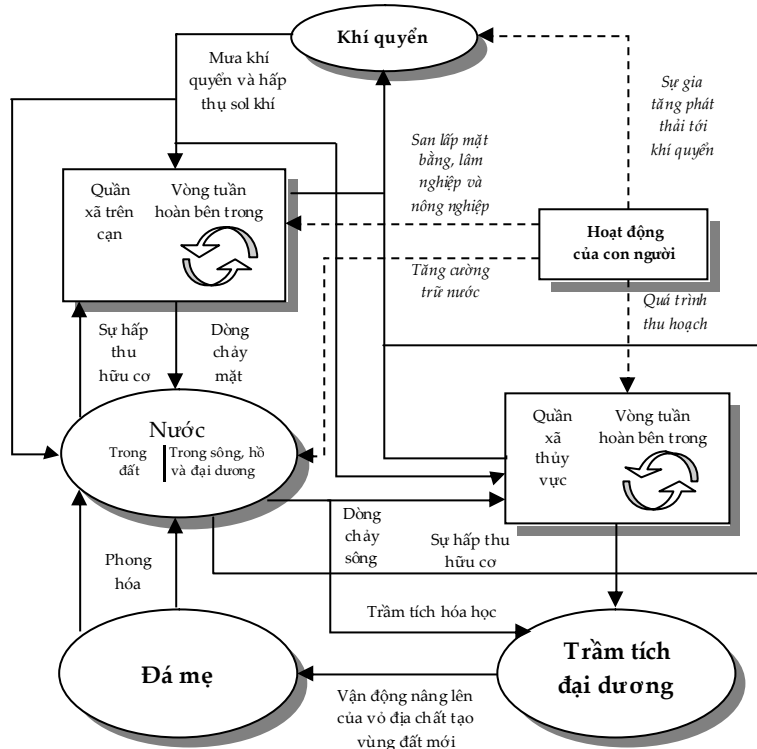 Khí quyển
Mưa khí
quyển và hấp
thụ sol khí
Sự gia
tăng phát
thải tới
khí quyển
San lấp mặt
bằng, lâm
nghiệp và
nông nghiệp
Quần
xã trên
cạn
Vòng tuần
hoàn bên trong
Hoạt động
của con người
Tăng cường
trữ nước
Quá trình
thu hoạch
Sự hấp
thu
hữu cơ
Dòng
chảy
mặt
Nước
Trong
đất
Trong sông, hồ
và đại dương
Quần
xã
thủy
vực
Vòng tuần
hoàn bên trong
Dòng
chảy
sông
Sự hấp thu
hữu cơ
Phong
hóa
Trầm tích hóa học
Đá mẹ
Trầm tích
đại dương
Vận động nâng lên
của vỏ địa chất tạo
vùng đất mới